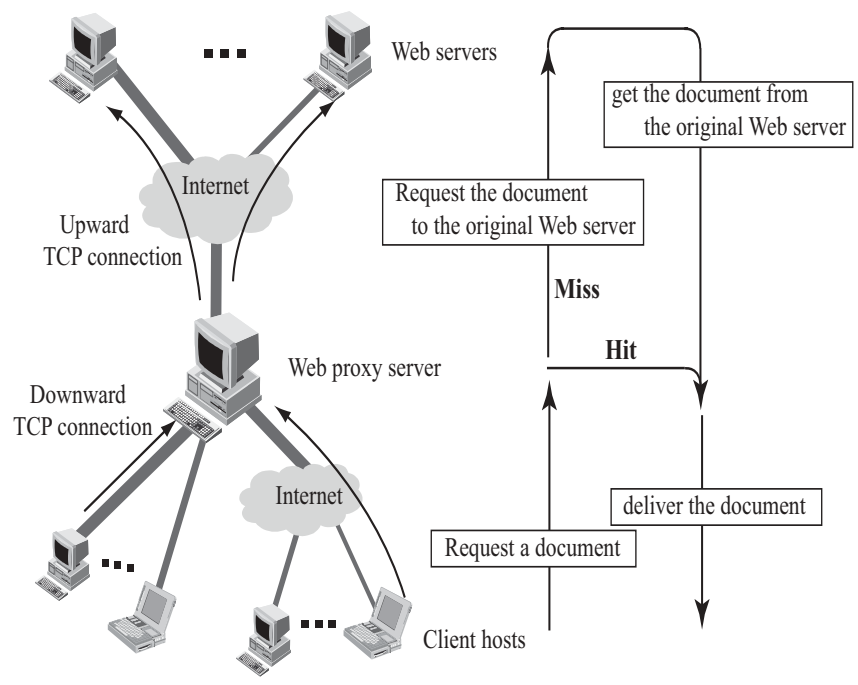 Web servers
Internet
Upward
TCP connection
Web proxy server
Downward
TCP connection
Internet
Client hosts
get the document from
the original Web server
Request the document
to the original Web server
Miss
Hit
deliver the document
Request a document